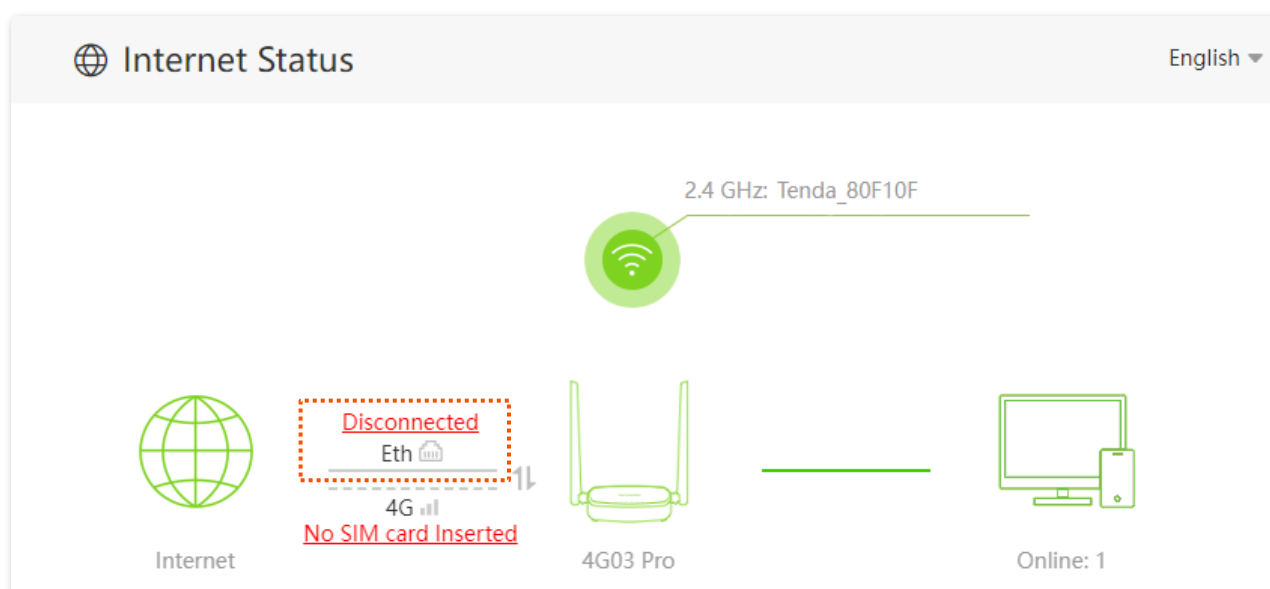 Internet Status
English
2.4 GHz: Tenda_80F10F
Disconnected
Eth
4G
No SIM card Inserted
Internet
4G03 Pro
Online: 1